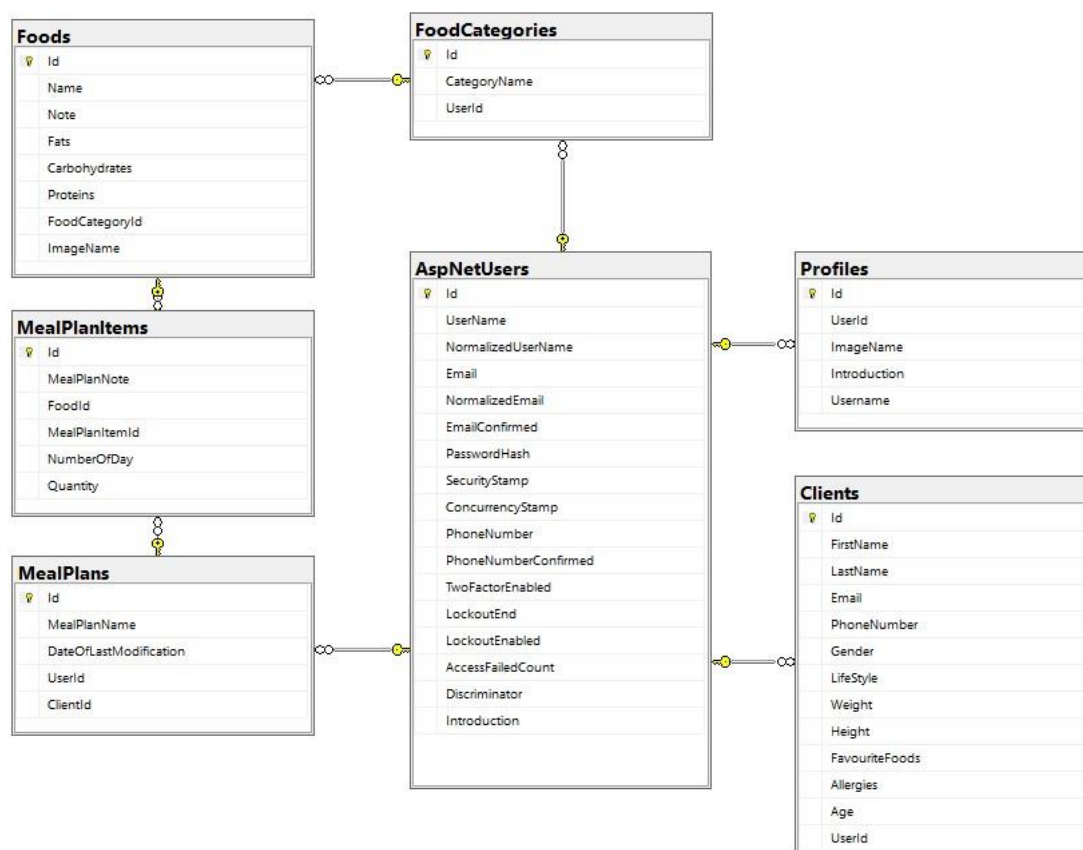 Foods
Id
Name
Note
Fats
Carbohydrates
Proteins
FoodCategoryId
ImageName
FoodCategories
Id
CategoryName
UserId
MealPlanItems
Id
MealPlanNote
FoodId
MealPlanItemId
NumberOfDay
Quantity
MealPlans
Id
MealPlanName
DateOfLastModification
UserId
ClientId
AspNetUsers
Id
UserName
NormalizedUserName
Email
NormalizedEmail
EmailConfirmed
PasswordHash
SecurityStamp
ConcurrencyStamp
PhoneNumber
PhoneNumberConfirmed
TwoFactorEnabled
LockoutEnd
LockoutEnabled
AccessFailedCount
Discriminator
Introduction
Profiles
Id
UserId
ImageName
Introduction
Username
Clients
Id
FirstName
LastName
Email
PhoneNumber
Gender
LifeStyle
Weight
Height
FavouriteFoods
Allergies
Age
UserId